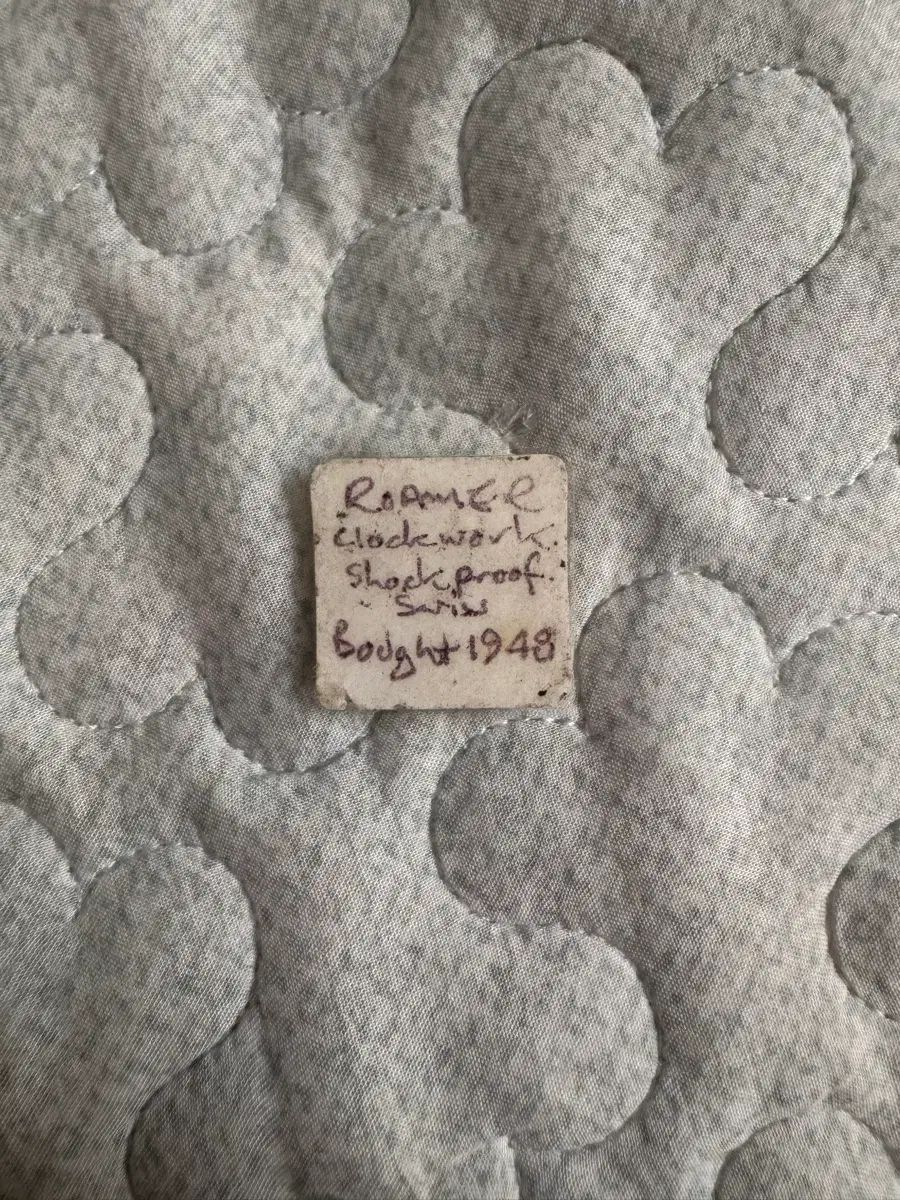 ROAMER
Clockwork.
Shockproof.
Swiss
Bought 1948